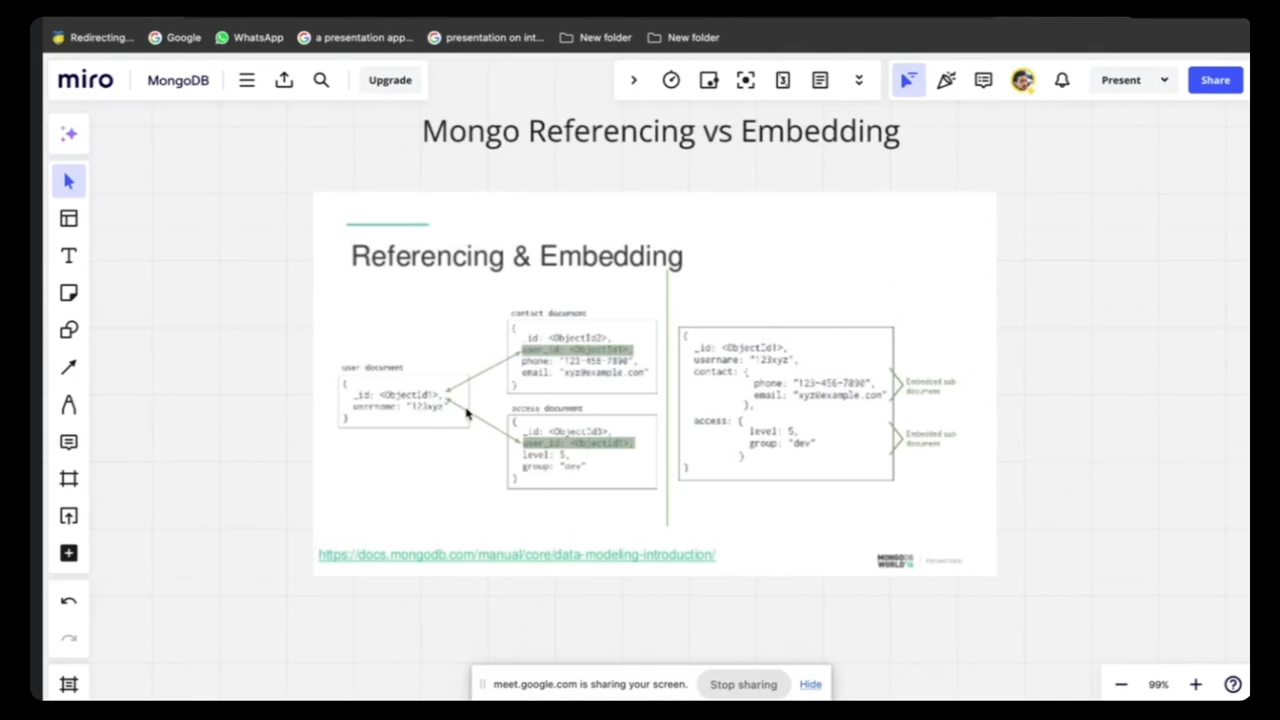 Redirecting... Google WhatsApp a presentation app... presentation on int... New folder New folder
miro MongoDB Upgrade Present Share
Mongo Referencing vs Embedding
Referencing & Embedding
user document
{
_id: <ObjectId1>,
username: "123xyz"
}
contact document
{
_id: <ObjectId2>,
user_id: <ObjectId1>,
phone: "123-456-7890",
email: "xyz@example.com"
}
access document
{
_id: <ObjectId3>,
user_id: <ObjectId1>,
level: 5,
group: "dev"
}
{
_id: <ObjectId1>,
username: "123xyz",
contact: {
phone: "123-456-7890",
email: "xyz@example.com"
},
access: {
level: 5,
group: "dev"
}
}
Embedded sub-
document
Embedded sub-
document
https://docs.mongodb.com/manual/core/data-modeling-introduction/
MONGODB
WORLD
meet.google.com is sharing your screen. Stop sharing Hide
99%